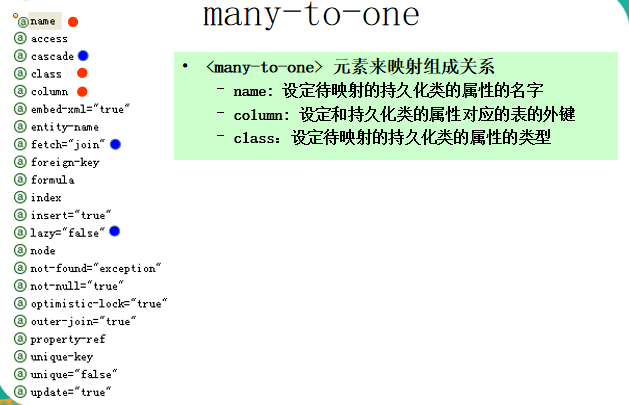 many-to-one
name
access
cascade
class
column
embed-xml="true"
entity-name
fetch="join"
foreign-key
formula
index
insert="true"
lazy="false"
node
not-found="exception"
not-null="true"
optimistic-lock="true"
outer-join="true"
property-ref
unique-key
unique="false"
update="true"
• <many-to-one> 元素来映射组成关系
– name: 设定待映射的持久化类的属性的名字
– column: 设定和持久化类的属性对应的表的外键
– class：设定待映射的持久化类的属性的类型